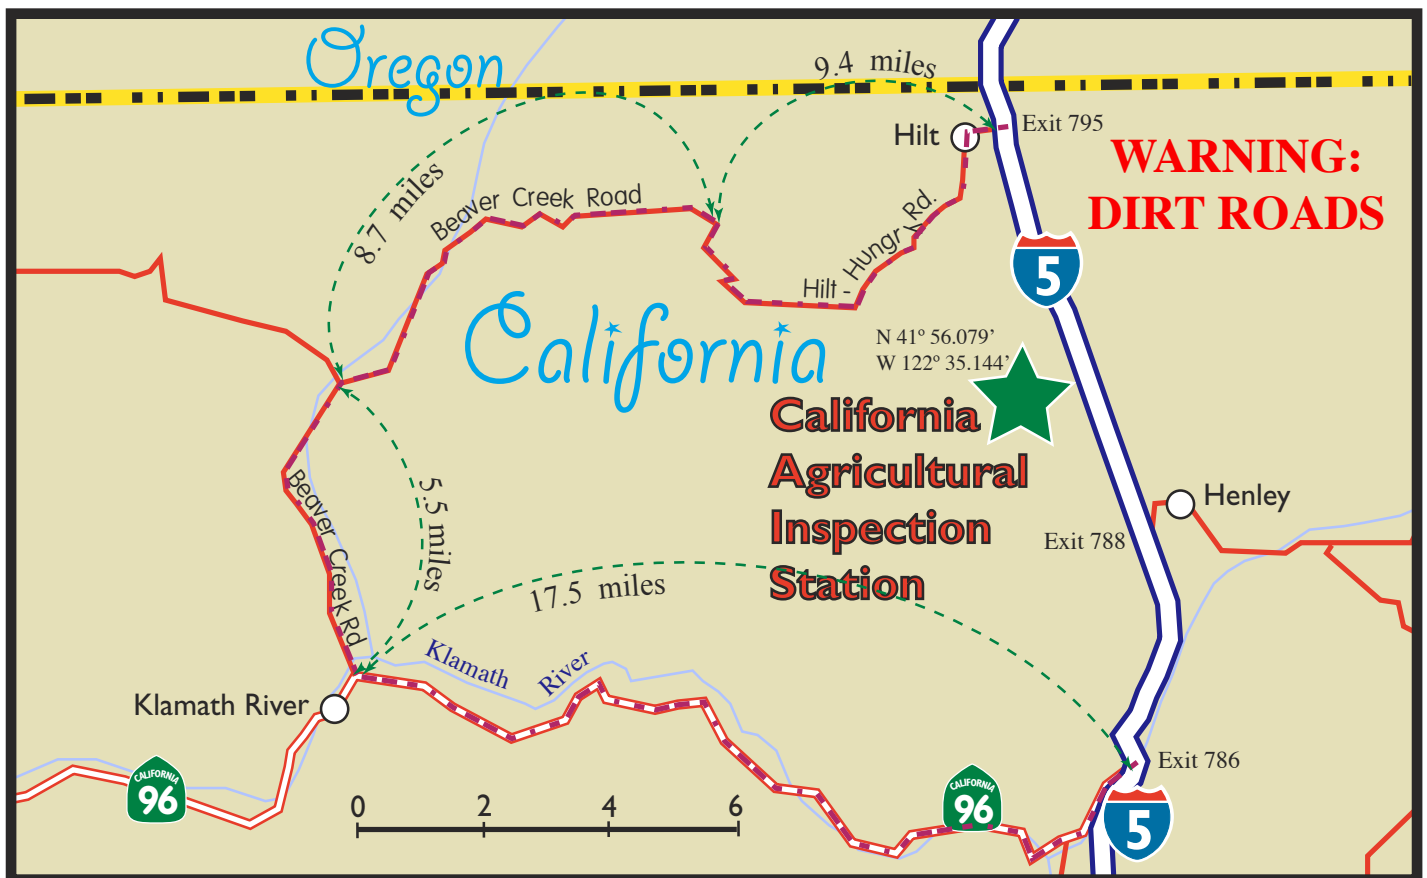 Oregon
9.4 miles
Hilt
Exit 795
WARNING:
DIRT ROADS
8.7 miles
Beaver Creek Road
Hilt - Hungry Rd.
5
California
N 41º 56.079’
W 122º 35.144’
California
Agricultural
Inspection
Station
Beaver Creek Rd
5.5 miles
Henley
Exit 788
17.5 miles
Klamath River
Klamath River
Exit 786
CALIFORNIA
96
0 2 4 6
CALIFORNIA
96
5